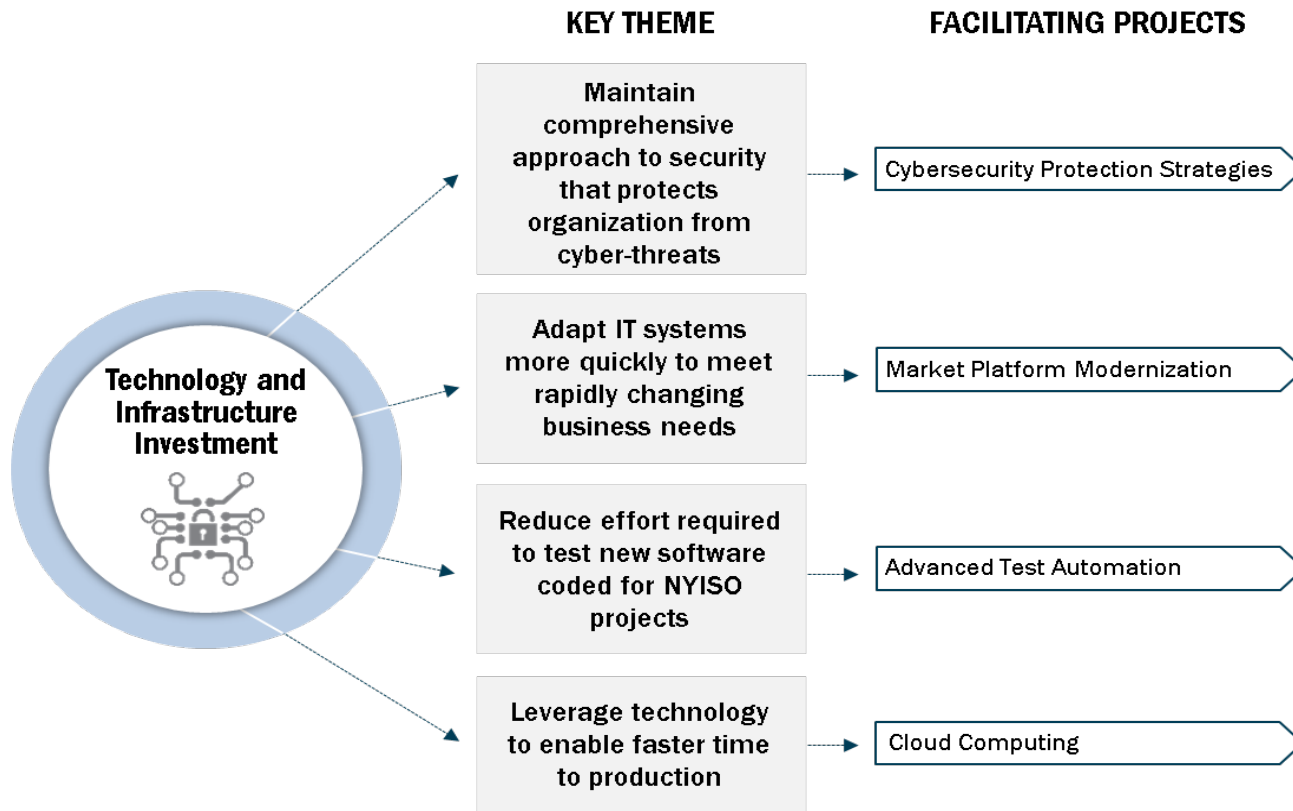 KEY THEME
FACILITATING PROJECTS
Technology and
Infrastructure
Investment
Maintain
comprehensive
approach to security
that protects
organization from
cyber-threats
Cybersecurity Protection Strategies
Adapt IT systems
more quickly to meet
rapidly changing
business needs
Market Platform Modernization
Reduce effort required
to test new software
coded for NYISO
projects
Advanced Test Automation
Leverage technology
to enable faster time
to production
Cloud Computing